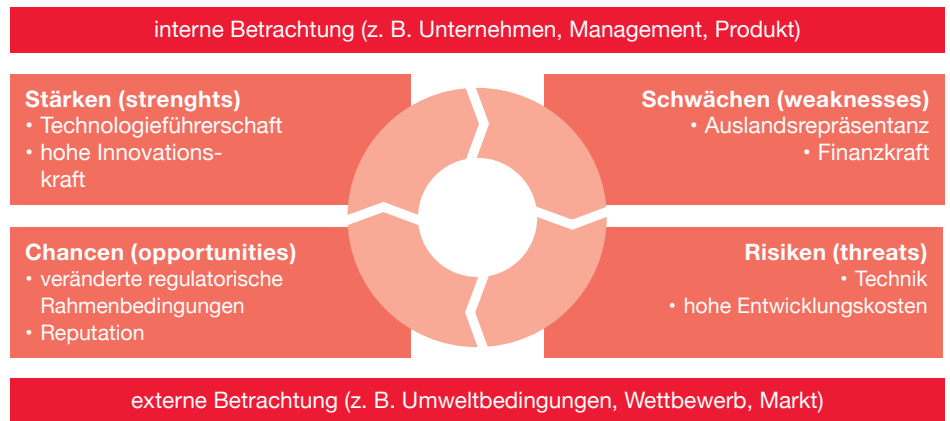 interne Betrachtung (z. B. Unternehmen, Management, Produkt)
Stärken (strenghts)
• Technologieführerschaft
• hohe Innovations-
kraft
Schwächen (weaknesses)
• Auslandsrepräsentanz
• Finanzkraft
Chancen (opportunities)
• veränderte regulatorische
Rahmenbedingungen
• Reputation
Risiken (threats)
• Technik
• hohe Entwicklungskosten
externe Betrachtung (z. B. Umweltbedingungen, Wettbewerb, Markt)